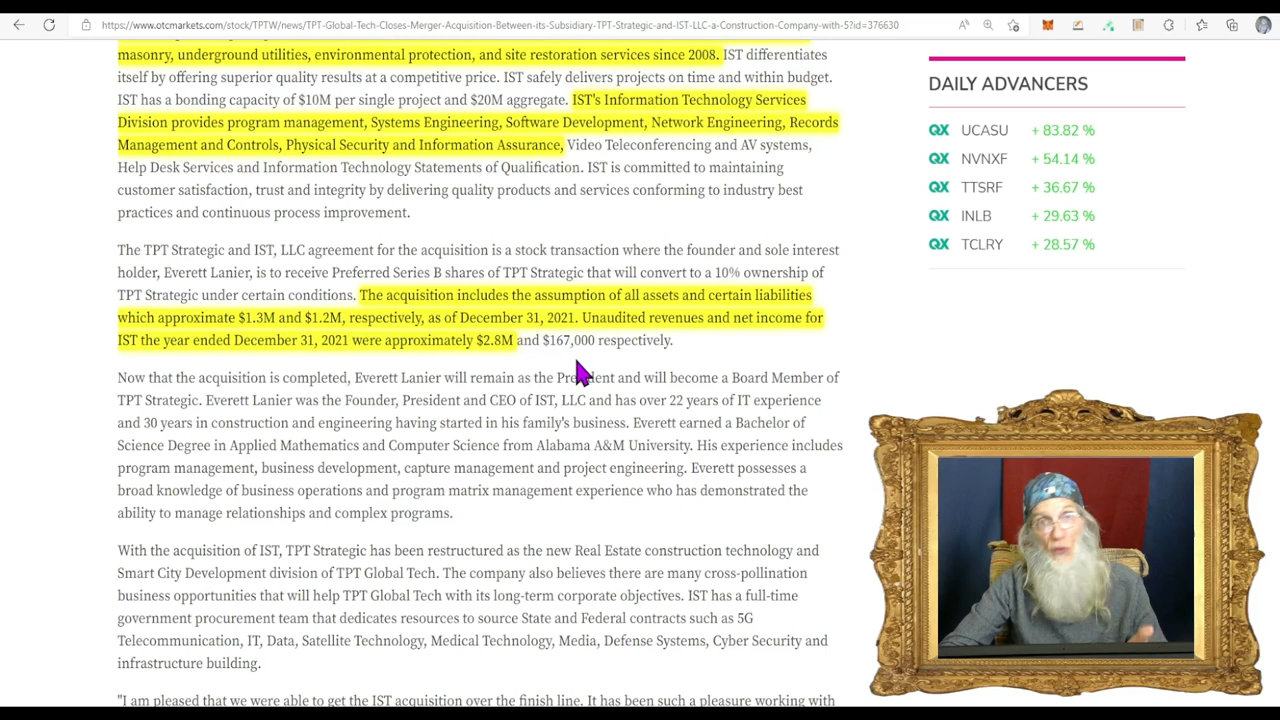 https://www.otcmarkets.com/stock/TPTW/news/TPT-Global-Tech-Closes-Merger-Acquisition-Between-its-Subsidiary-TPT-Strategic-and-IST-LLC-a-Construction-Company-with-5?id=376630
masonry, underground utilities, environmental protection, and site restoration services since 2008. IST differentiates
itself by offering superior quality results at a competitive price. IST safely delivers projects on time and within budget.
IST has a bonding capacity of $10M per single project and $20M aggregate. IST's Information Technology Services
Division provides program management, Systems Engineering, Software Development, Network Engineering, Records
Management and Controls, Physical Security and Information Assurance, Video Teleconferencing and AV systems,
Help Desk Services and Information Technology Statements of Qualification. IST is committed to maintaining
customer satisfaction, trust and integrity by delivering quality products and services conforming to industry best
practices and continuous process improvement.
The TPT Strategic and IST, LLC agreement for the acquisition is a stock transaction where the founder and sole interest
holder, Everett Lanier, is to receive Preferred Series B shares of TPT Strategic that will convert to a 10% ownership of
TPT Strategic under certain conditions. The acquisition includes the assumption of all assets and certain liabilities
which approximate $1.3M and $1.2M, respectively, as of December 31, 2021. Unaudited revenues and net income for
IST the year ended December 31, 2021 were approximately $2.8M and $167,000 respectively.
Now that the acquisition is completed, Everett Lanier will remain as the President and will become a Board Member of
TPT Strategic. Everett Lanier was the Founder, President and CEO of IST, LLC and has over 22 years of IT experience
and 30 years in construction and engineering having started in his family's business. Everett earned a Bachelor of
Science Degree in Applied Mathematics and Computer Science from Alabama A&M University. His experience includes
program management, business development, capture management and project engineering. Everett possesses a
broad knowledge of business operations and program matrix management experience who has demonstrated the
ability to manage relationships and complex programs.
With the acquisition of IST, TPT Strategic has been restructured as the new Real Estate construction technology and
Smart City Development division of TPT Global Tech. The company also believes there are many cross-pollination
business opportunities that will help TPT Global Tech with its long-term corporate objectives. IST has a full-time
government procurement team that dedicates resources to source State and Federal contracts such as 5G
Telecommunication, IT, Data, Satellite Technology, Medical Technology, Media, Defense Systems, Cyber Security and
infrastructure building.
"I am pleased that we were able to get the IST acquisition over the finish line. It has been such a pleasure working with
DAILY ADVANCERS
QX UCASU + 83.82 %
QX NVNXF + 54.14 %
QX TTSRF + 36.67 %
QX INLB + 29.63 %
QX TCLRY + 28.57 %